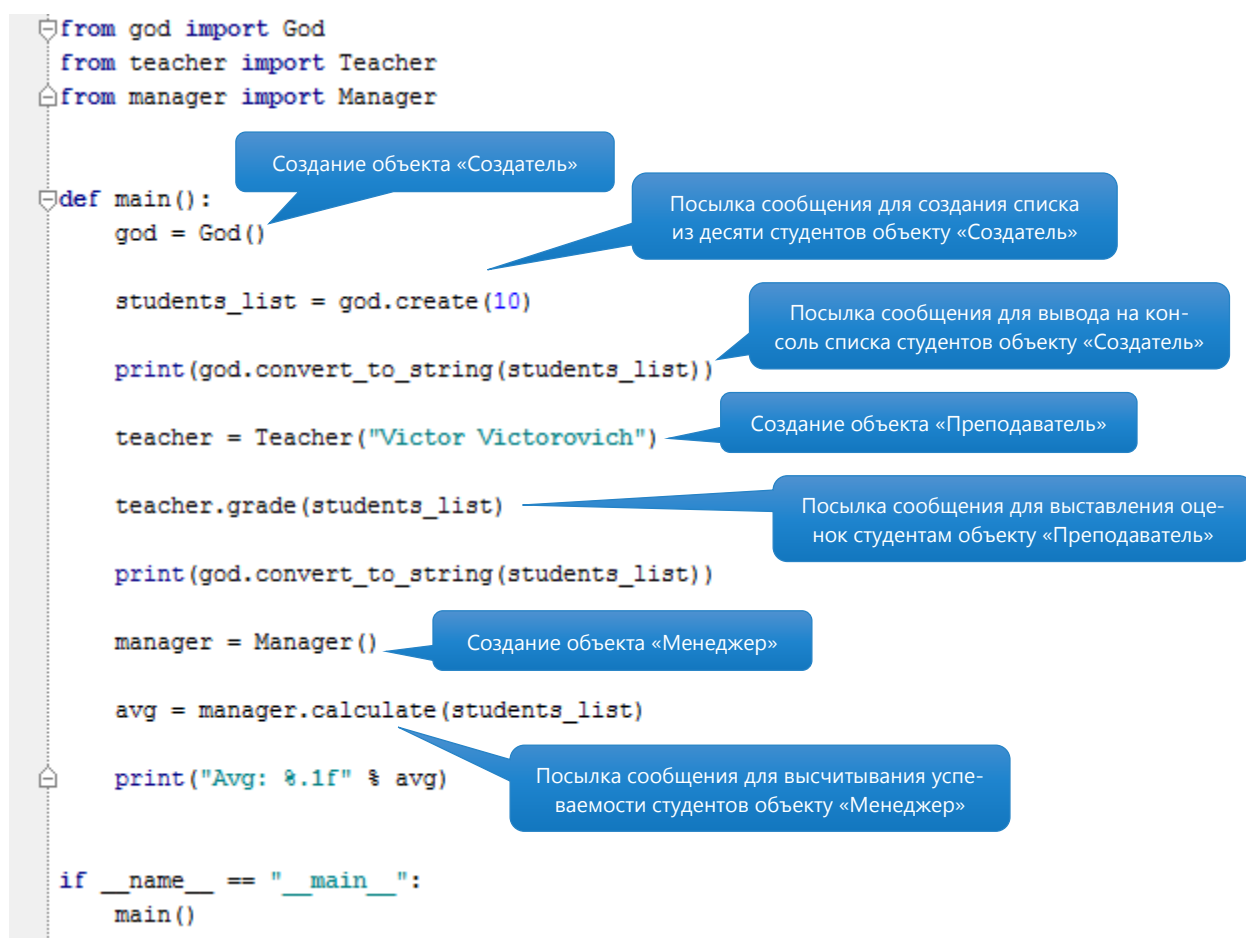 from god import God
from teacher import Teacher
from manager import Manager
Создание объекта «Создатель»
def main():
god = God()
Посылка сообщения для создания списка
из десяти студентов объекту «Создатель»
students_list = god.create(10)
Посылка сообщения для вывода на кон-
соль списка студентов объекту «Создатель»
print(god.convert_to_string(students_list))
teacher = Teacher("Victor Victorovich")
Создание объекта «Преподаватель»
teacher.grade(students_list)
Посылка сообщения для выставления оце-
нок студентам объекту «Преподаватель»
print(god.convert_to_string(students_list))
manager = Manager()
Создание объекта «Менеджер»
avg = manager.calculate(students_list)
Посылка сообщения для высчитывания успе-
ваемости студентов объекту «Менеджер»
print("Avg: %.1f" % avg)
if __name__ == "__main__":
main()